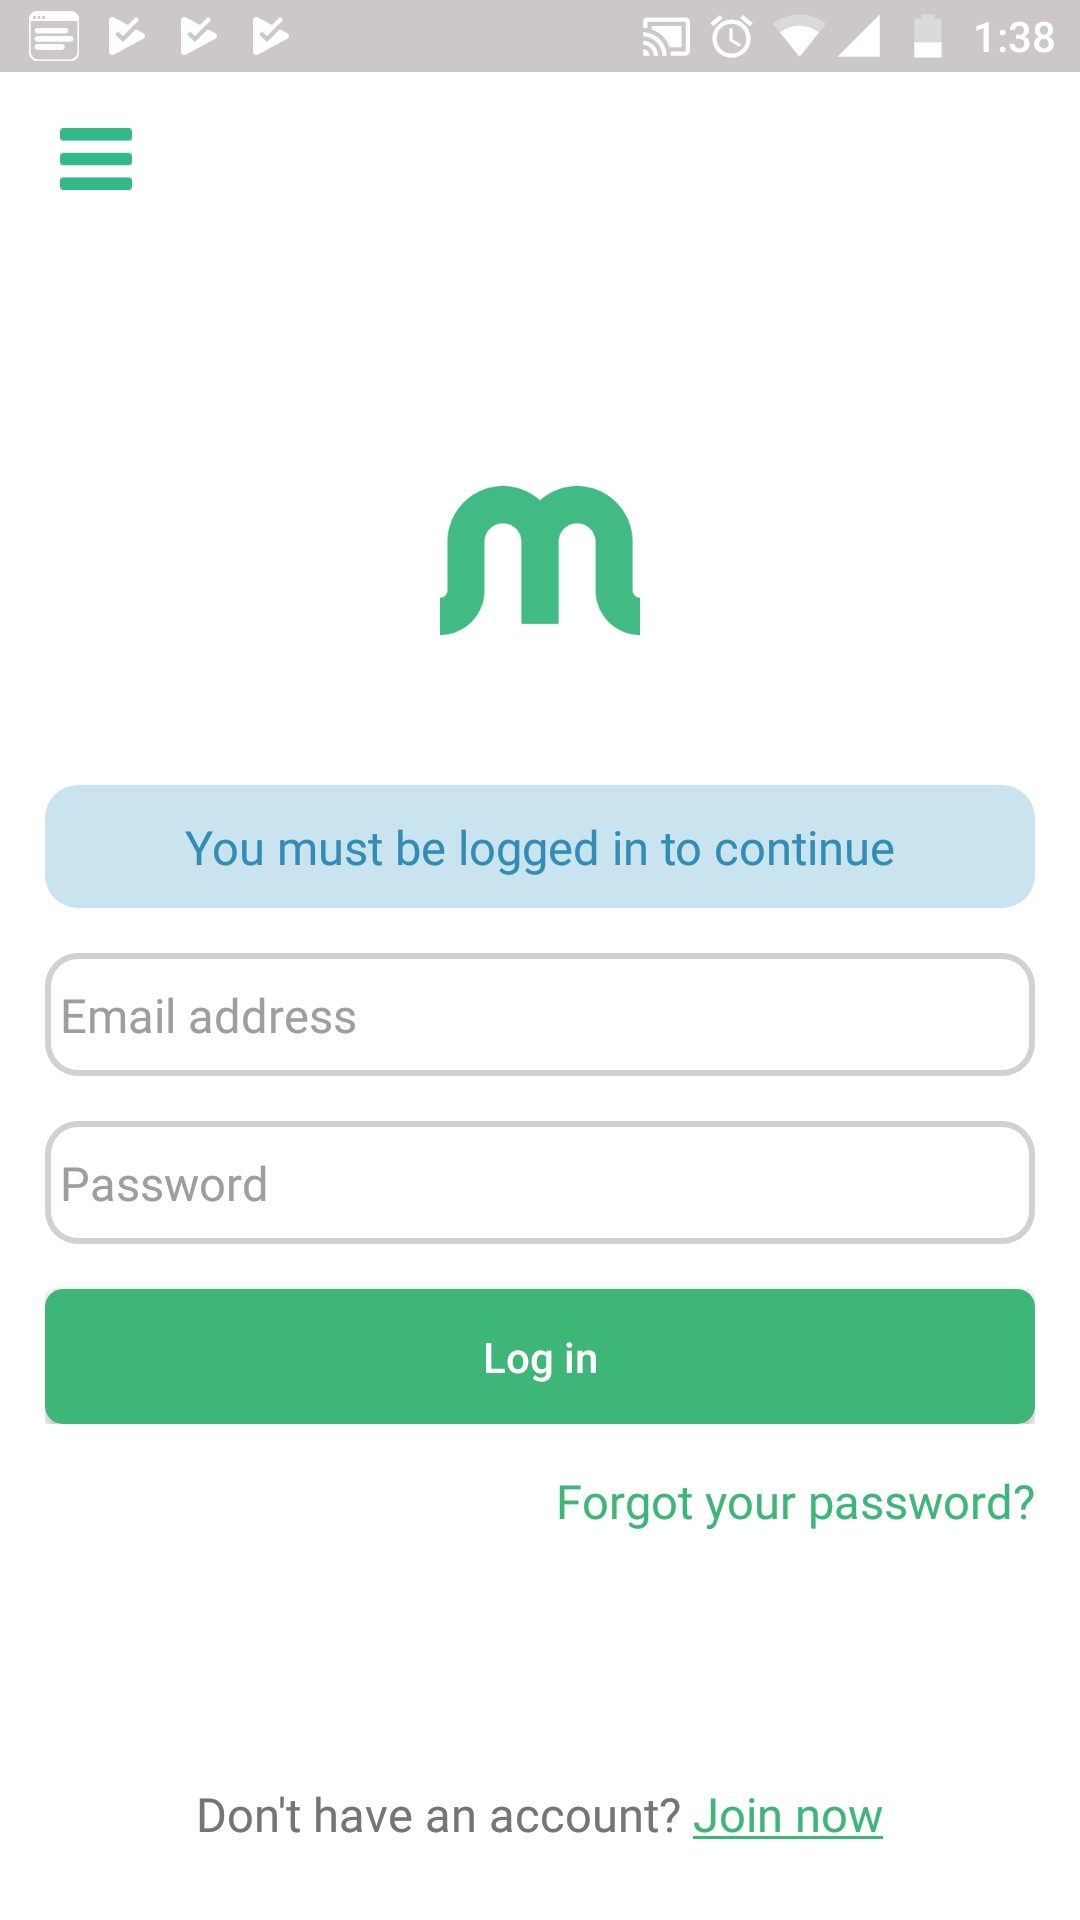 1:38
You must be logged in to continue
Email address
Password
Log in
Forgot your password?
Don't have an account? Join now